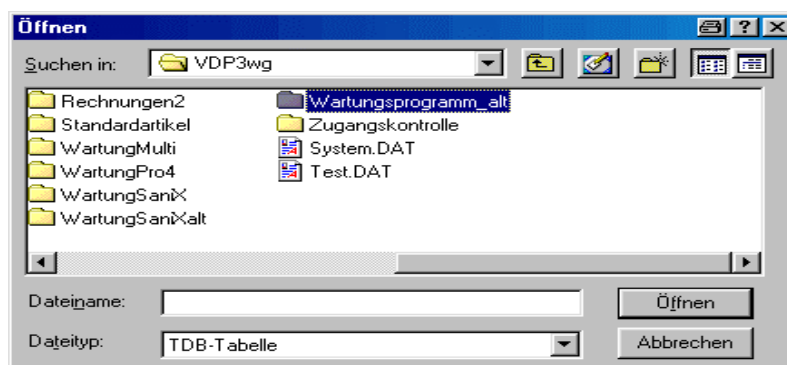 Öffnen
Suchen in: VDP3wg
Rechnungen2 Wartungsprogramm_alt
Standardartikel Zugangskontrolle
WartungMulti System.DAT
WartungPro4 Test.DAT
WartungSaniX
WartungSaniXalt
Dateiname: Öffnen
Dateityp: TDB-Tabelle Abbrechen